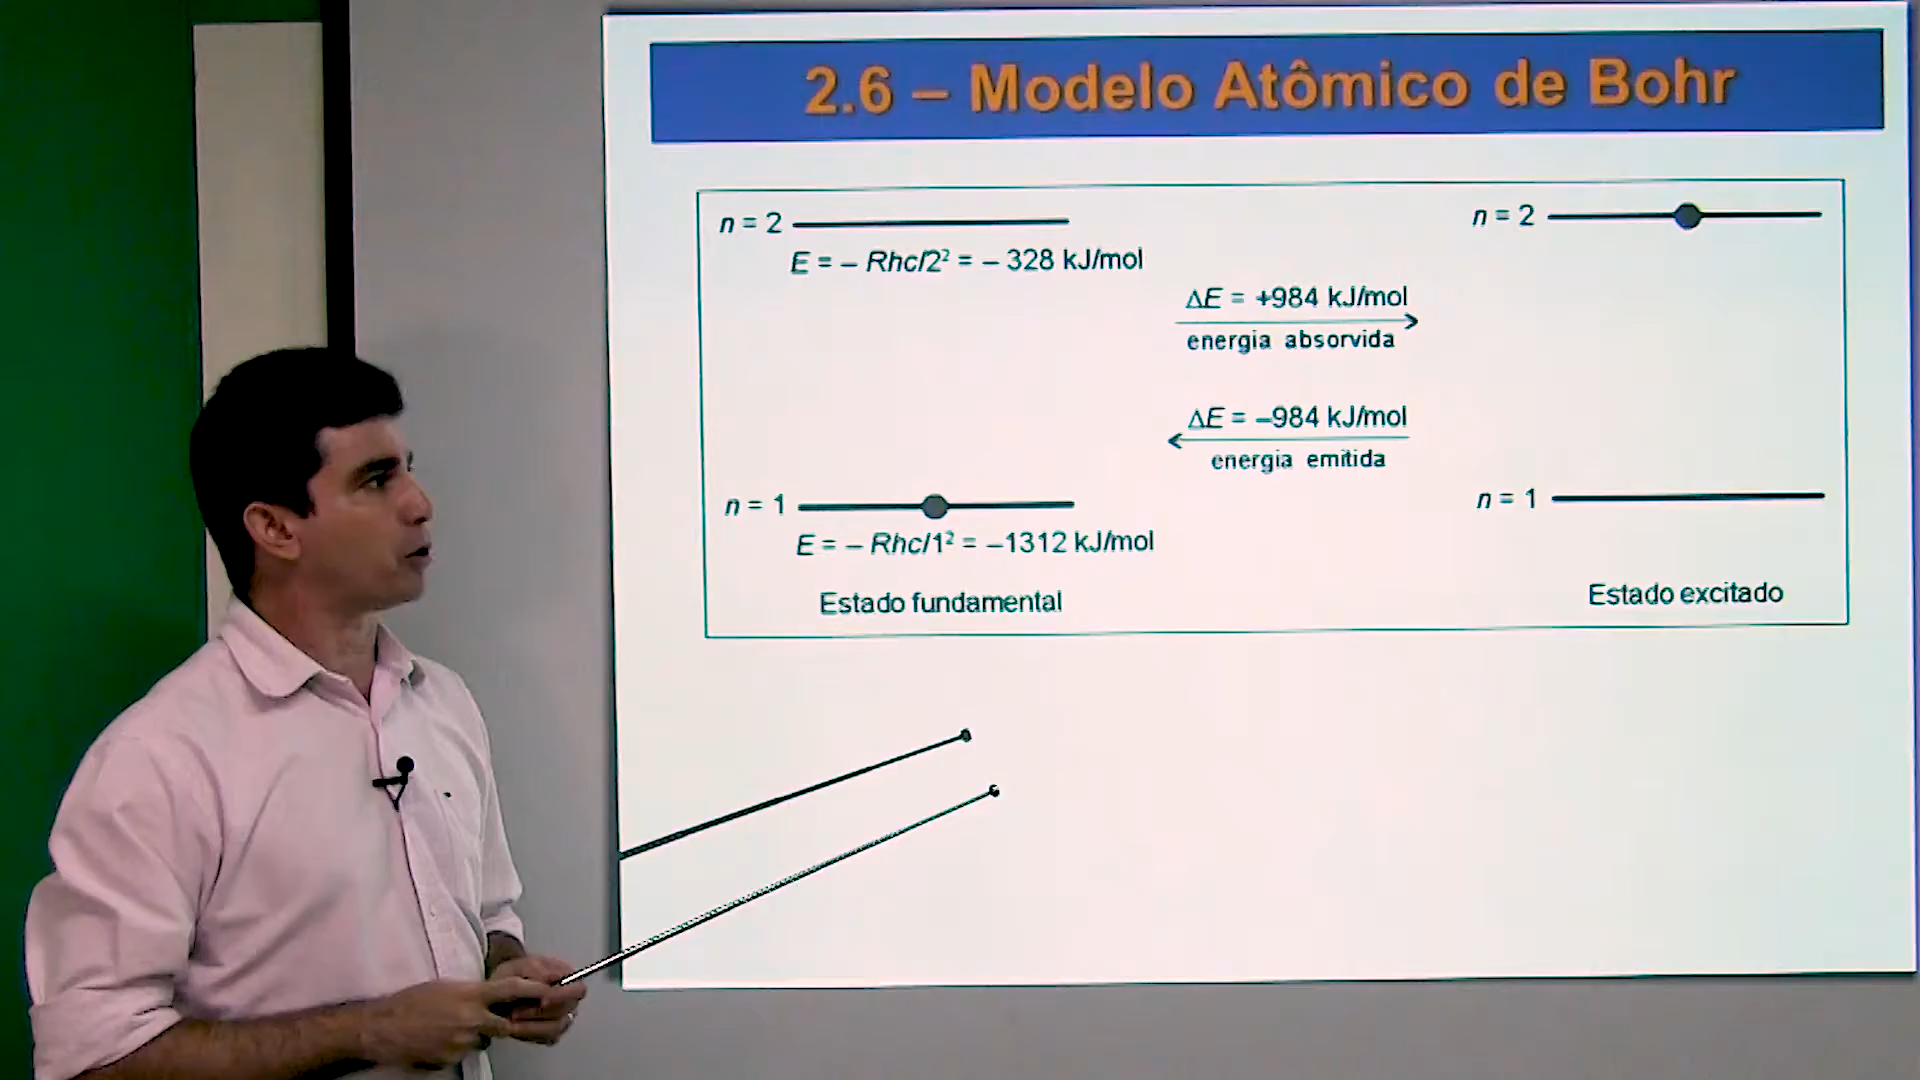 2.6 – Modelo Atômico de Bohr
n = 2
E = – Rhc/2² = – 328 kJ/mol
n = 2
ΔE = +984 kJ/mol
energia absorvida
ΔE = –984 kJ/mol
energia emitida
n = 1
E = – Rhc/1² = –1312 kJ/mol
Estado fundamental
n = 1
Estado excitado